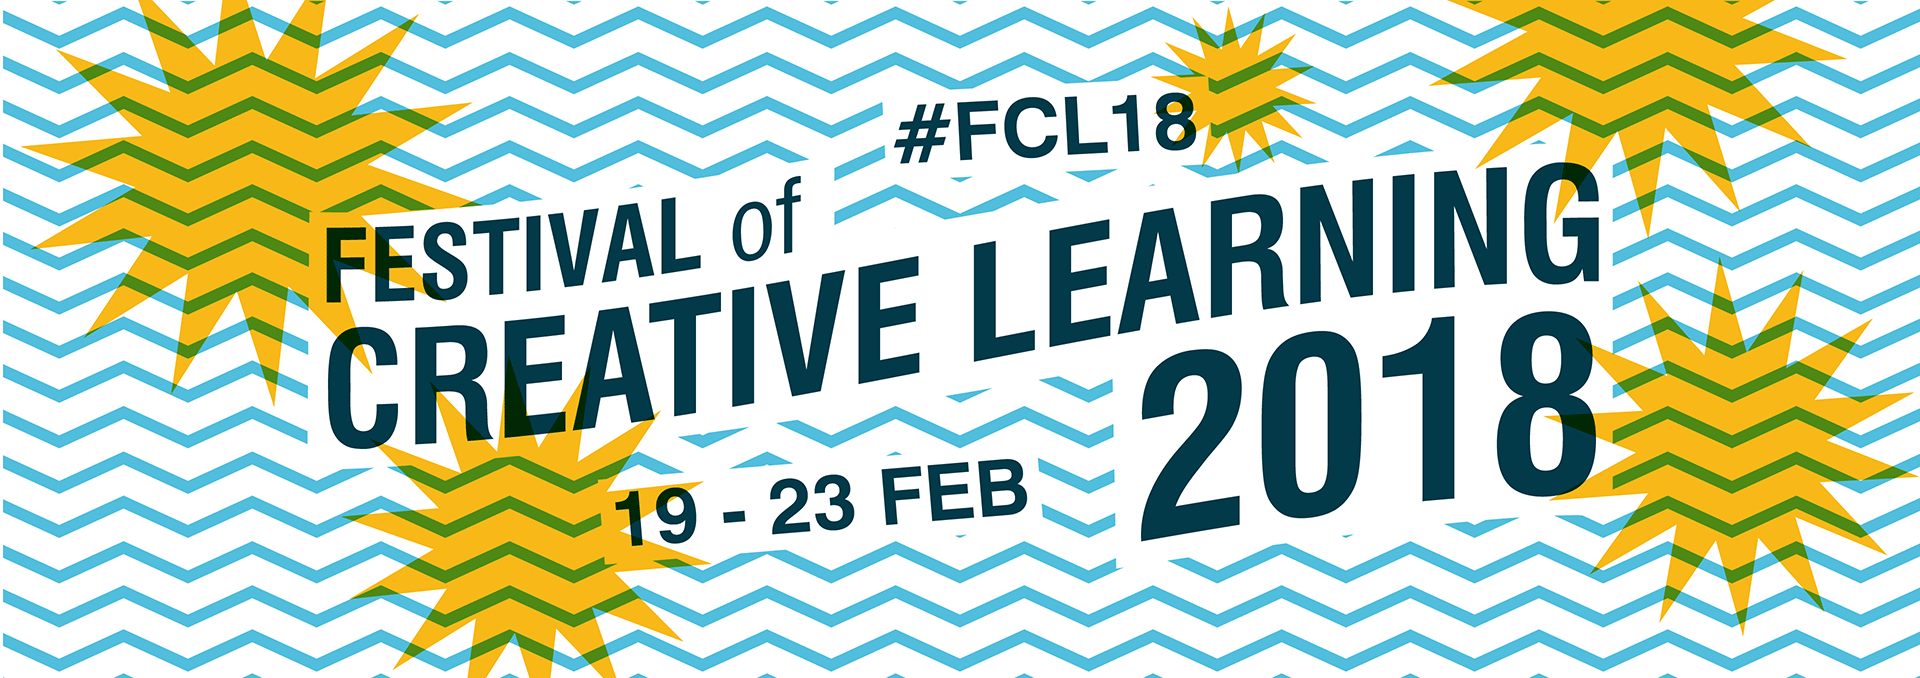 #FCL18
FESTIVAL of
CREATIVE LEARNING
2018
19 - 23 FEB